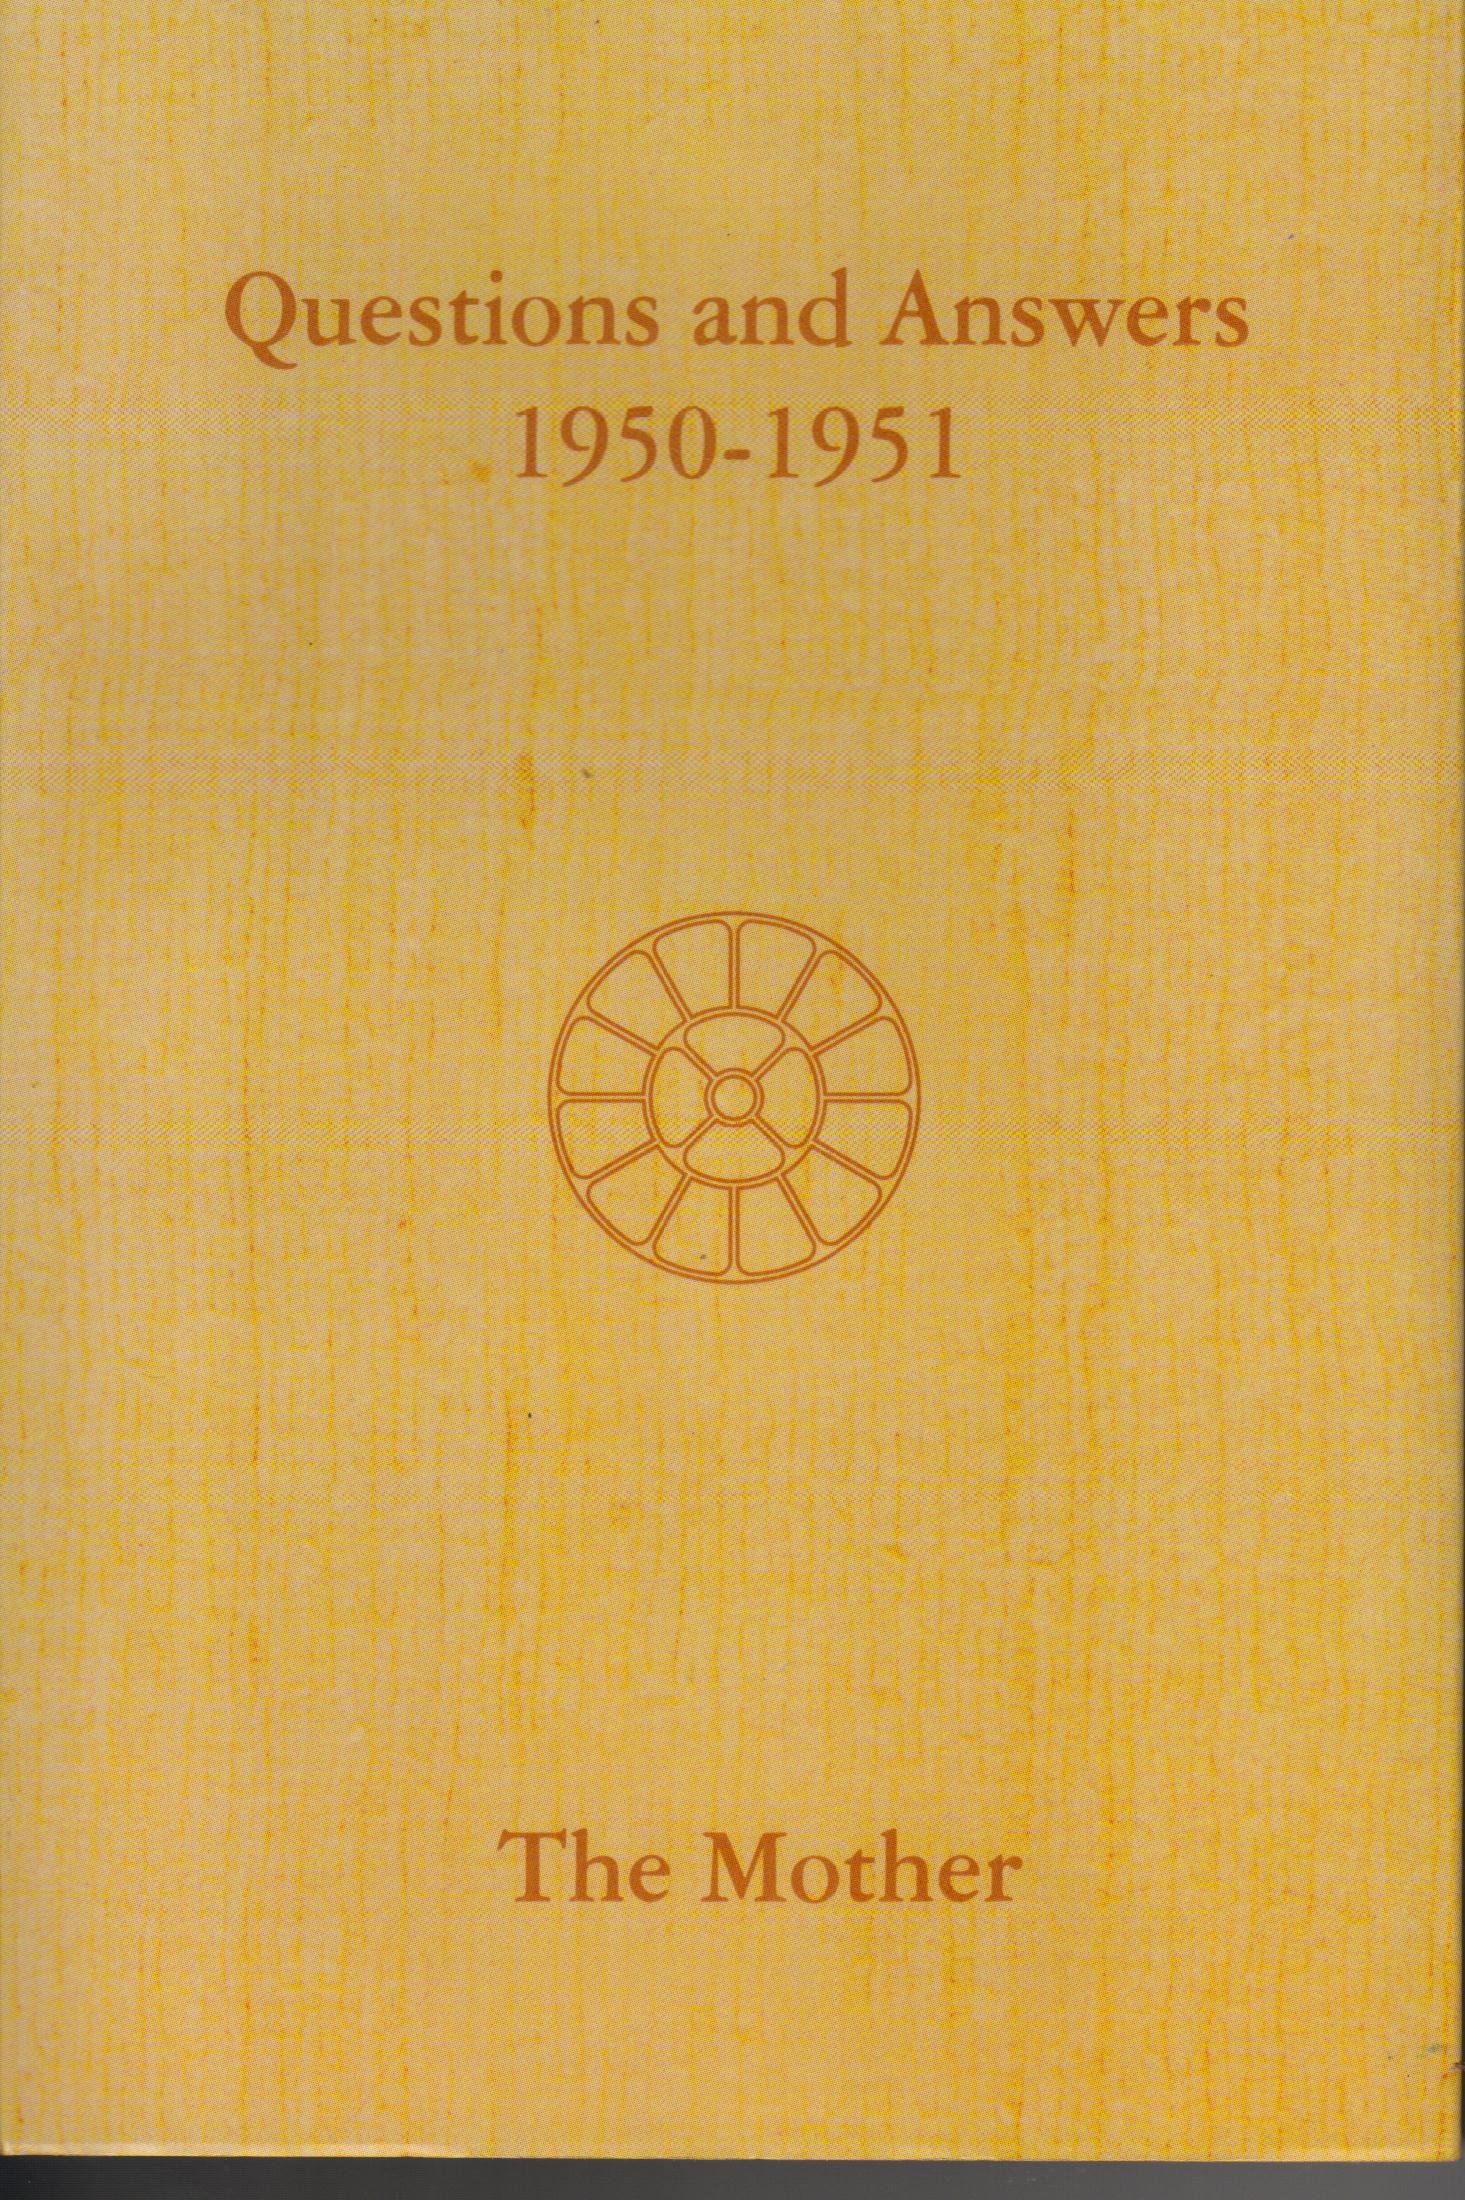 Questions and Answers
1950-1951
The Mother